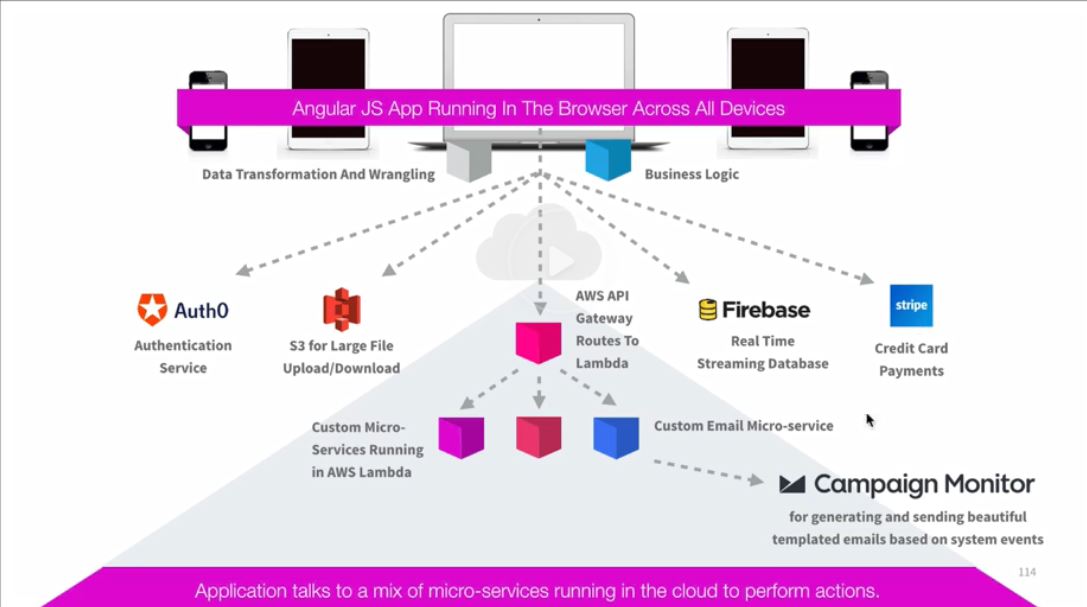 Angular JS App Running In The Browser Across All Devices
Data Transformation And Wrangling
Business Logic
Auth0
Authentication
Service
S3 for Large File
Upload/Download
AWS API
Gateway
Routes To
Lambda
Firebase
Real Time
Streaming Database
stripe
Credit Card
Payments
Custom Micro-
Services Running
in AWS Lambda
Custom Email Micro-service
Campaign Monitor
for generating and sending beautiful
templated emails based on system events
114
Application talks to a mix of micro-services running in the cloud to perform actions.